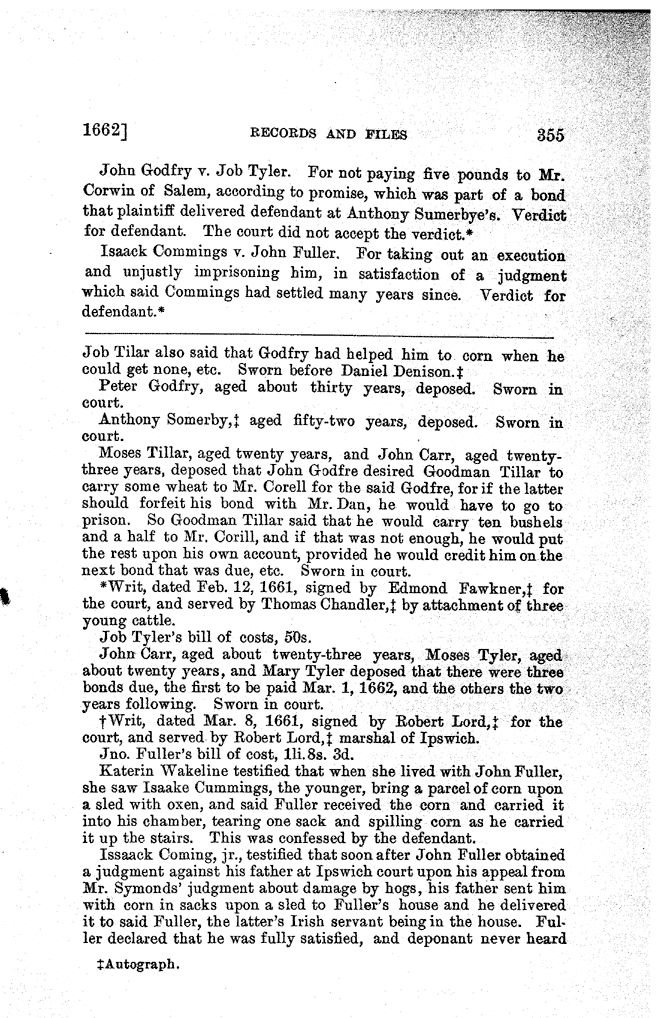 1662] RECORDS AND FILES 355
John Godfry v. Job Tyler. For not paying five pounds to Mr.
Corwin of Salem, according to promise, which was part of a bond
that plaintiff delivered defendant at Anthony Sumerbye's. Verdict
for defendant. The court did not accept the verdict.*
Isaack Commings v. John Fuller. For taking out an execution
and unjustly imprisoning him, in satisfaction of a judgment
which said Commings had settled many years since. Verdict for
defendant.*
Job Tilar also said that Godfry had helped him to corn when he
could get none, etc. Sworn before Daniel Denison.‡
Peter Godfry, aged about thirty years, deposed. Sworn in
court.
Anthony Somerby,‡ aged fifty-two years, deposed. Sworn in
court.
Moses Tillar, aged twenty years, and John Carr, aged twenty-
three years, deposed that John Godfre desired Goodman Tillar to
carry some wheat to Mr. Corell for the said Godfre, for if the latter
should forfeit his bond with Mr. Dan, he would have to go to
prison. So Goodman Tillar said that he would carry ten bushels
and a half to Mr. Corill, and if that was not enough, he would put
the rest upon his own account, provided he would credit him on the
next bond that was due, etc. Sworn in court.
*Writ, dated Feb. 12, 1661, signed by Edmond Fawkner,‡ for
the court, and served by Thomas Chandler,‡ by attachment of three
young cattle.
Job Tyler's bill of costs, 50s.
John Carr, aged about twenty-three years, Moses Tyler, aged
about twenty years, and Mary Tyler deposed that there were three
bonds due, the first to be paid Mar. 1, 1662, and the others the two
years following. Sworn in court.
†Writ, dated Mar. 8, 1661, signed by Robert Lord,‡ for the
court, and served by Robert Lord,‡ marshal of Ipswich.
Jno. Fuller's bill of cost, 1li. 8s. 3d.
Katerin Wakeline testified that when she lived with John Fuller,
she saw Isaake Cummings, the younger, bring a parcel of corn upon
a sled with oxen, and said Fuller received the corn and carried it
into his chamber, tearing one sack and spilling corn as he carried
it up the stairs. This was confessed by the defendant.
Issaack Coming, jr., testified that soon after John Fuller obtained
a judgment against his father at Ipswich court upon his appeal from
Mr. Symonds' judgment about damage by hogs, his father sent him
with corn in sacks upon a sled to Fuller's house and he delivered
it to said Fuller, the latter's Irish servant being in the house. Ful-
ler declared that he was fully satisfied, and deponant never heard
‡Autograph.